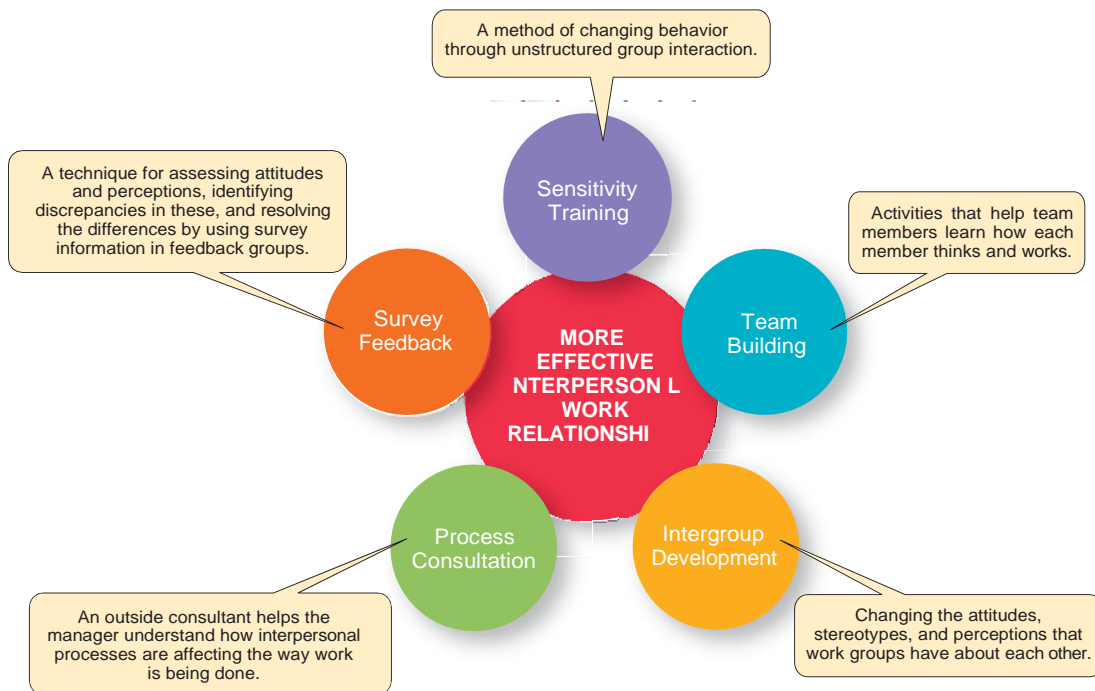 A method of changing behavior
through unstructured group interaction.
Sensitivity
Training
A technique for assessing attitudes
and perceptions, identifying
discrepancies in these, and resolving
the differences by using survey
information in feedback groups.
Survey
Feedback
Activities that help team
members learn how each
member thinks and works.
Team
Building
MORE
EFFECTIVE
NTERPERSON L
WORK
RELATIONSHI
Process
Consultation
An outside consultant helps the
manager understand how interpersonal
processes are affecting the way work
is being done.
Intergroup
Development
Changing the attitudes,
stereotypes, and perceptions that
work groups have about each other.